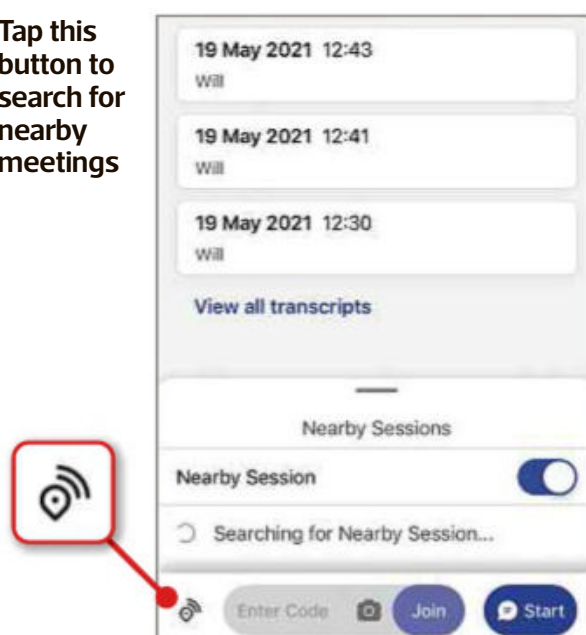 Tap this
button to
search for
nearby
meetings
19 May 2021 12:43
Will
19 May 2021 12:41
Will
19 May 2021 12:30
Will
View all transcripts
Nearby Sessions
Nearby Session
Searching for Nearby Session...
Enter Code Join Start